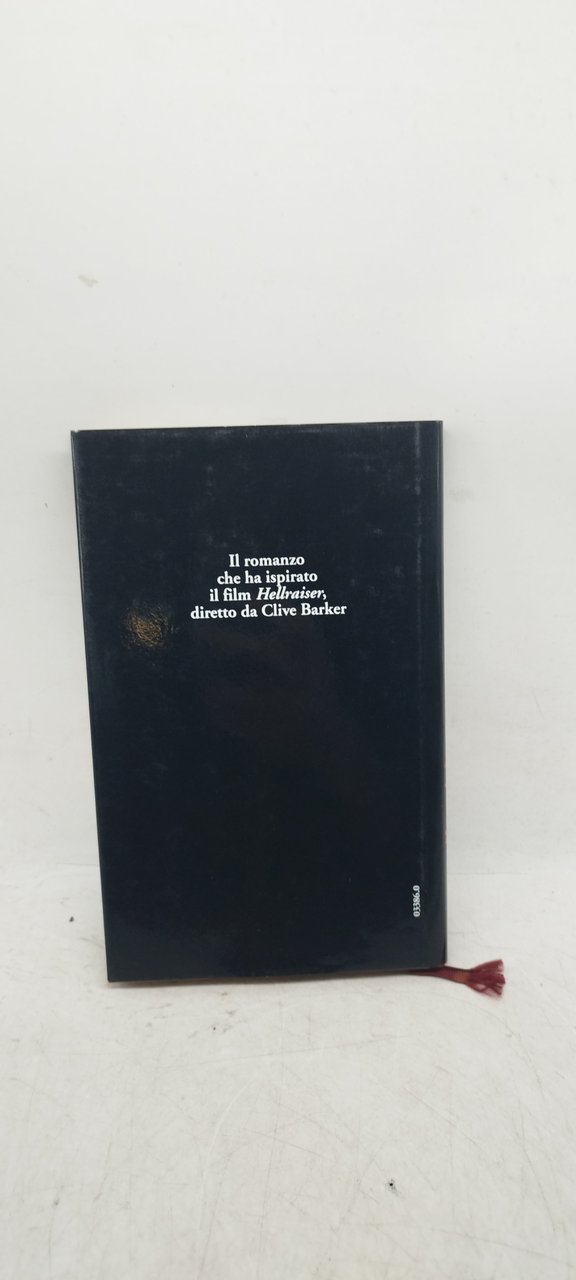 Il romanzo
che ha ispirato
il film Hellraiser,
diretto da Clive Barker
03386.0